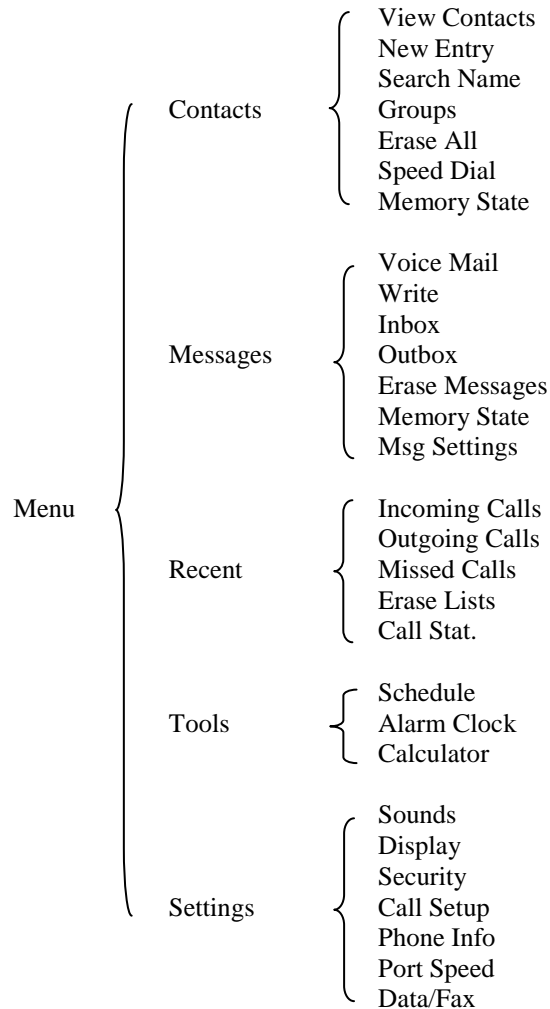 Menu
Contacts
View Contacts
New Entry
Search Name
Groups
Erase All
Speed Dial
Memory State
Messages
Voice Mail
Write
Inbox
Outbox
Erase Messages
Memory State
Msg Settings
Recent
Incoming Calls
Outgoing Calls
Missed Calls
Erase Lists
Call Stat.
Tools
Schedule
Alarm Clock
Calculator
Settings
Sounds
Display
Security
Call Setup
Phone Info
Port Speed
Data/Fax